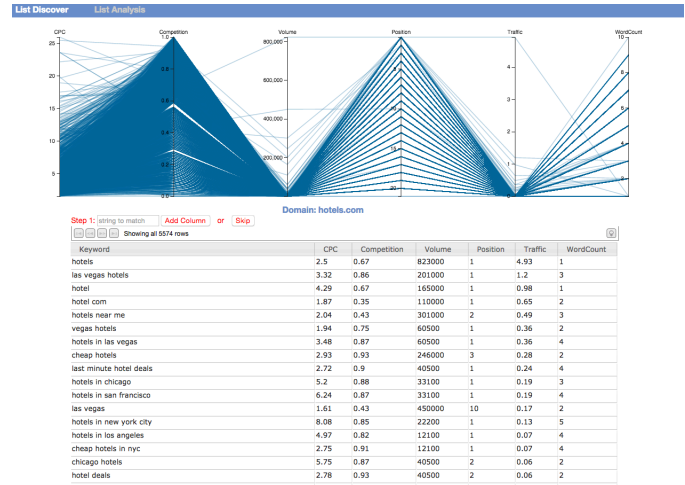 List Discover List Analysis
CPC Competition Volume Position Traffic WordCount
25 1.0 800,000 4 10
20 0.8 600,000 5 3 8
15 0.6 400,000 10 2 6
10 0.4 200,000 15 1 4
5 0.2 20 2
0.0
Domain: hotels.com
Step 1: string to match Add Column or Skip
Showing all 5574 rows
Keyword CPC Competition Volume Position Traffic WordCount
hotels 2.5 0.67 823000 1 4.93 1
las vegas hotels 3.32 0.86 201000 1 1.2 3
hotel 4.29 0.67 165000 1 0.98 1
hotel com 1.87 0.35 110000 1 0.65 2
hotels near me 2.04 0.43 301000 2 0.49 3
vegas hotels 1.94 0.75 60500 1 0.36 2
hotels in las vegas 3.48 0.87 60500 1 0.36 4
cheap hotels 2.93 0.93 246000 3 0.28 2
last minute hotel deals 2.72 0.9 40500 1 0.24 4
hotels in chicago 5.2 0.88 33100 1 0.19 3
hotels in san francisco 6.24 0.87 33100 1 0.19 4
las vegas 1.61 0.43 450000 10 0.17 2
hotels in new york city 8.08 0.85 22200 1 0.13 5
hotels in los angeles 4.97 0.82 12100 1 0.07 4
cheap hotels in nyc 2.75 0.91 12100 1 0.07 4
chicago hotels 5.75 0.87 40500 2 0.06 2
hotel deals 2.78 0.93 40500 2 0.06 2